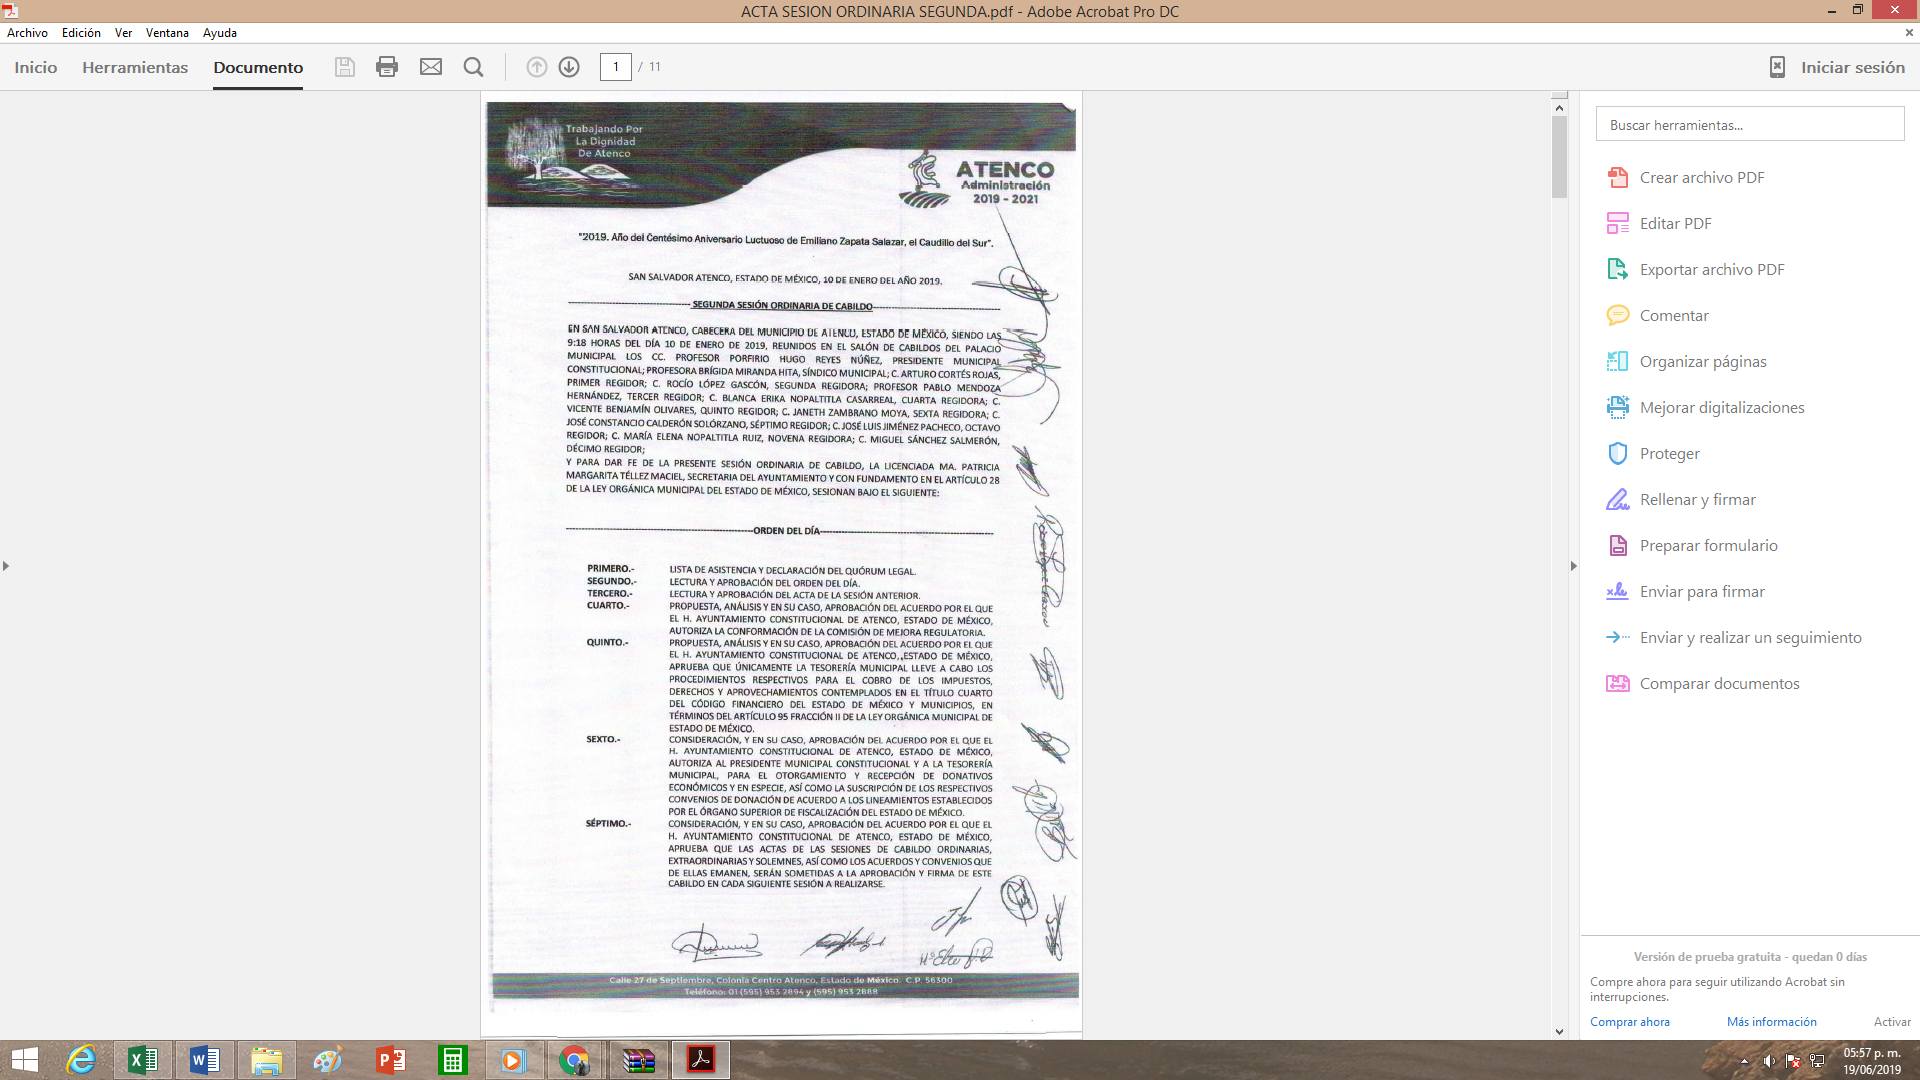 ACTA SESION ORDINARIA SEGUNDA.pdf - Adobe Acrobat Pro DC
Archivo Edición Ver Ventana Ayuda
Inicio Herramientas Documento 1 / 11 Iniciar sesión
Trabajando Por
La Dignidad
De Atenco
ATENCO
Administración
2019 - 2021
"2019. Año del Centésimo Aniversario Luctuoso de Emiliano Zapata Salazar, el Caudillo del Sur".
SAN SALVADOR ATENCO, ESTADO DE MÉXICO, 10 DE ENERO DEL AÑO 2019.
SEGUNDA SESIÓN ORDINARIA DE CABILDO
EN SAN SALVADOR ATENCO, CABECERA DEL MUNICIPIO DE ATENCO, ESTADO DE MÉXICO, SIENDO LAS
9:18 HORAS DEL DÍA 10 DE ENERO DE 2019, REUNIDOS EN EL SALÓN DE CABILDOS DEL PALACIO
MUNICIPAL LOS CC. PROFESOR PORFIRIO HUGO REYES NÚÑEZ, PRESIDENTE MUNICIPAL
CONSTITUCIONAL; PROFESORA BRÍGIDA MIRANDA HITA, SÍNDICO MUNICIPAL; C. ARTURO CORTÉS ROJAS,
PRIMER REGIDOR; C. ROCÍO LÓPEZ GASCÓN, SEGUNDA REGIDORA; PROFESOR PABLO MENDOZA
HERNÁNDEZ, TERCER REGIDOR; C. BLANCA ERIKA NOPALTITLA CASARREAL, CUARTA REGIDORA; C.
VICENTE BENJAMÍN OLIVARES, QUINTO REGIDOR; C. JANETH ZAMBRANO MOYA, SEXTA REGIDORA; C.
JOSÉ CONSTANCIO CALDERÓN SOLÓRZANO, SÉPTIMO REGIDOR; C. JOSÉ LUIS JIMÉNEZ PACHECO, OCTAVO
REGIDOR; C. MARÍA ELENA NOPALTITLA RUIZ, NOVENA REGIDORA; C. MIGUEL SÁNCHEZ SALMERÓN,
DÉCIMO REGIDOR;
Y PARA DAR FE DE LA PRESENTE SESIÓN ORDINARIA DE CABILDO, LA LICENCIADA MA. PATRICIA
MARGARITA TÉLLEZ MACIEL, SECRETARIA DEL AYUNTAMIENTO Y CON FUNDAMENTO EN EL ARTÍCULO 28
DE LA LEY ORGÁNICA MUNICIPAL DEL ESTADO DE MÉXICO, SESIONAN BAJO EL SIGUIENTE:
ORDEN DEL DÍA
PRIMERO.- LISTA DE ASISTENCIA Y DECLARACIÓN DEL QUÓRUM LEGAL.
SEGUNDO.- LECTURA Y APROBACIÓN DEL ORDEN DEL DÍA.
TERCERO.- LECTURA Y APROBACIÓN DEL ACTA DE LA SESIÓN ANTERIOR.
CUARTO.- PROPUESTA, ANÁLISIS Y EN SU CASO, APROBACIÓN DEL ACUERDO POR EL QUE
EL H. AYUNTAMIENTO CONSTITUCIONAL DE ATENCO, ESTADO DE MÉXICO,
AUTORIZA LA CONFORMACIÓN DE LA COMISIÓN DE MEJORA REGULATORIA.
QUINTO.- PROPUESTA, ANÁLISIS Y EN SU CASO, APROBACIÓN DEL ACUERDO POR EL QUE
EL H. AYUNTAMIENTO CONSTITUCIONAL DE ATENCO, ESTADO DE MÉXICO,
APRUEBA QUE ÚNICAMENTE LA TESORERÍA MUNICIPAL LLEVE A CABO LOS
PROCEDIMIENTOS RESPECTIVOS PARA EL COBRO DE LOS IMPUESTOS,
DERECHOS Y APROVECHAMIENTOS CONTEMPLADOS EN EL TÍTULO CUARTO
DEL CÓDIGO FINANCIERO DEL ESTADO DE MÉXICO Y MUNICIPIOS, EN
TÉRMINOS DEL ARTÍCULO 95 FRACCIÓN II DE LA LEY ORGÁNICA MUNICIPAL DE
ESTADO DE MÉXICO.
SEXTO.- CONSIDERACIÓN, Y EN SU CASO, APROBACIÓN DEL ACUERDO POR EL QUE EL
H. AYUNTAMIENTO CONSTITUCIONAL DE ATENCO, ESTADO DE MÉXICO,
AUTORIZA AL PRESIDENTE MUNICIPAL CONSTITUCIONAL Y A LA TESORERÍA
MUNICIPAL, PARA EL OTORGAMIENTO Y RECEPCIÓN DE DONATIVOS
ECONÓMICOS Y EN ESPECIE, ASÍ COMO LA SUSCRIPCIÓN DE LOS RESPECTIVOS
CONVENIOS DE DONACIÓN DE ACUERDO A LOS LINEAMIENTOS ESTABLECIDOS
POR EL ÓRGANO SUPERIOR DE FISCALIZACIÓN DEL ESTADO DE MÉXICO.
SÉPTIMO.- CONSIDERACIÓN, Y EN SU CASO, APROBACIÓN DEL ACUERDO POR EL QUE EL
H. AYUNTAMIENTO CONSTITUCIONAL DE ATENCO, ESTADO DE MÉXICO,
APRUEBA QUE LAS ACTAS DE LAS SESIONES DE CABILDO ORDINARIAS,
EXTRAORDINARIAS Y SOLEMNES, ASÍ COMO LOS ACUERDOS Y CONVENIOS QUE
DE ELLAS EMANEN, SERÁN SOMETIDAS A LA APROBACIÓN Y FIRMA DE ESTE
CABILDO EN CADA SIGUIENTE SESIÓN A REALIZARSE.
Calle 27 de Septiembre, Colonia Centro Atenco, Estado de México. C.P. 56300
Teléfono: 01 (595) 953 2894 y (595) 953 2888
Buscar herramientas...
Crear archivo PDF
Editar PDF
Exportar archivo PDF
Comentar
Organizar páginas
Mejorar digitalizaciones
Proteger
Rellenar y firmar
Preparar formulario
Enviar para firmar
Enviar y realizar un seguimiento
Comparar documentos
Versión de prueba gratuita - quedan 0 días
Compre ahora para seguir utilizando Acrobat sin
interrupciones.
Comprar ahora Más información Activar
05:57 p. m.
19/06/2019